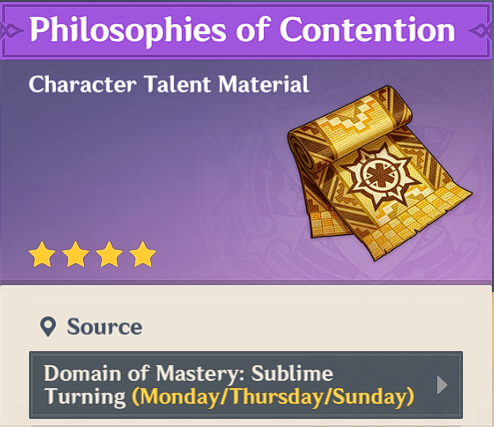 Philosophies of Contention
Character Talent Material
Source
Domain of Mastery: Sublime
Turning (Monday/Thursday/Sunday)